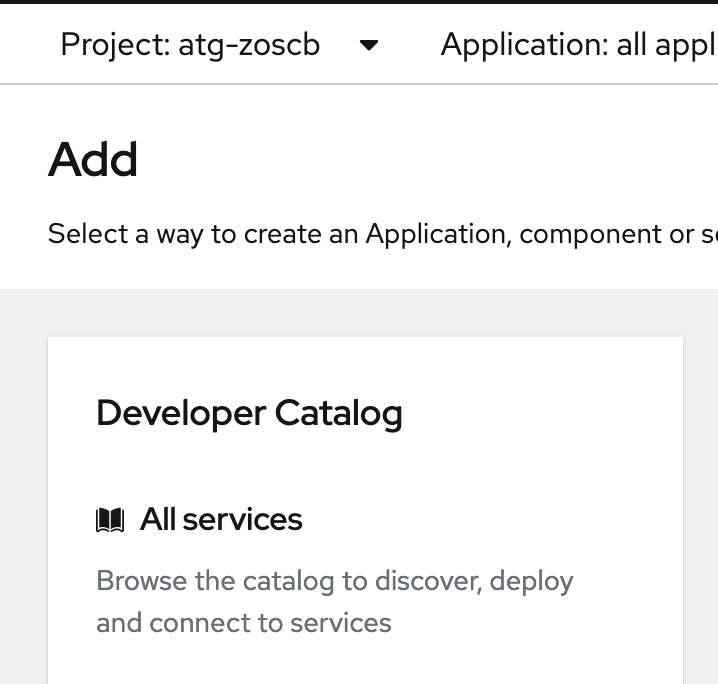 Project: atg-zoscb Application: all appl
Add
Select a way to create an Application, component or s
Developer Catalog
All services
Browse the catalog to discover, deploy
and connect to services